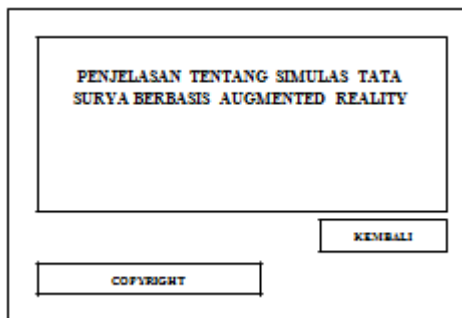 PENJELASAN TENTANG SIMULAS TATA
SURYA BERBASIS AUGMENTED REALITY
KEMBALI
COPYRIGHT